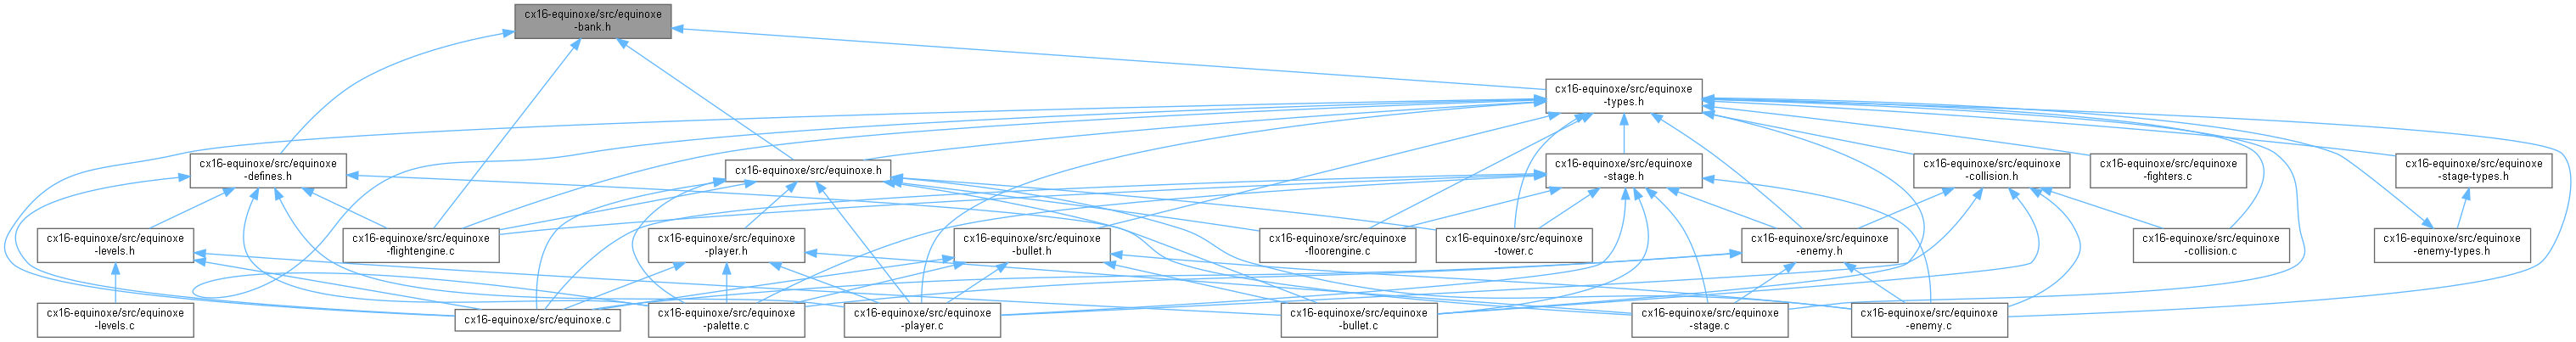 cx16-equinoxe/src/equinoxe
-bank.h
cx16-equinoxe/src/equinoxe
-types.h
cx16-equinoxe/src/equinoxe
-defines.h
cx16-equinoxe/src/equinoxe.h
cx16-equinoxe/src/equinoxe
-stage.h
cx16-equinoxe/src/equinoxe
-collision.h
cx16-equinoxe/src/equinoxe
-fighters.c
cx16-equinoxe/src/equinoxe
-stage-types.h
cx16-equinoxe/src/equinoxe
-levels.h
cx16-equinoxe/src/equinoxe
-flightengine.c
cx16-equinoxe/src/equinoxe
-player.h
cx16-equinoxe/src/equinoxe
-bullet.h
cx16-equinoxe/src/equinoxe
-floorengine.c
cx16-equinoxe/src/equinoxe
-tower.c
cx16-equinoxe/src/equinoxe
-enemy.h
cx16-equinoxe/src/equinoxe
-collision.c
cx16-equinoxe/src/equinoxe
-enemy-types.h
cx16-equinoxe/src/equinoxe
-levels.c
cx16-equinoxe/src/equinoxe.c
cx16-equinoxe/src/equinoxe
-palette.c
cx16-equinoxe/src/equinoxe
-player.c
cx16-equinoxe/src/equinoxe
-bullet.c
cx16-equinoxe/src/equinoxe
-stage.c
cx16-equinoxe/src/equinoxe
-enemy.c